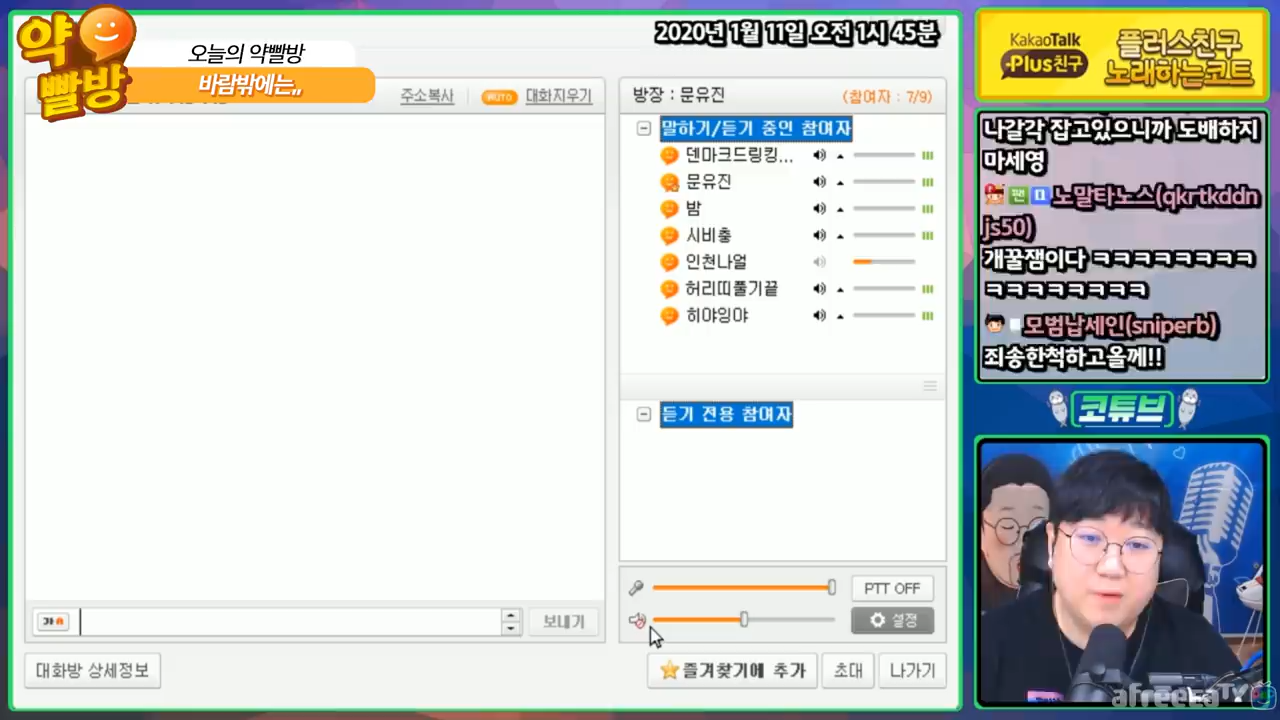 약빨방
오늘의 약빨방
바람밖에는,,
2020년 1월 11일 오전 1시 45분
주소복사
AUTO 대화지우기
방장 : 문유진
(참여자 : 7/9)
말하기/듣기 중인 참여자
덴마크드링킹...
문유진
밤
시비충
인천나얼
허리띠풀기끝
히야잉야
듣기 전용 참여자
가
보내기
PTT OFF
설정
대화방 상세정보
즐겨찾기에 추가
초대
나가기
KakaoTalk
Plus친구
플러스친구
노래하는코트
나갈각 잡고있으니까 도배하지
마세영
팬 노말타노스(qkrtkddn
js50)
개꿀잼이다 ㅋㅋㅋㅋㅋㅋㅋㅋ
ㅋㅋㅋㅋㅋㅋㅋㅋ
모범납세인(sniperb)
죄송한척하고올께!!
코튜브
afreecaTV